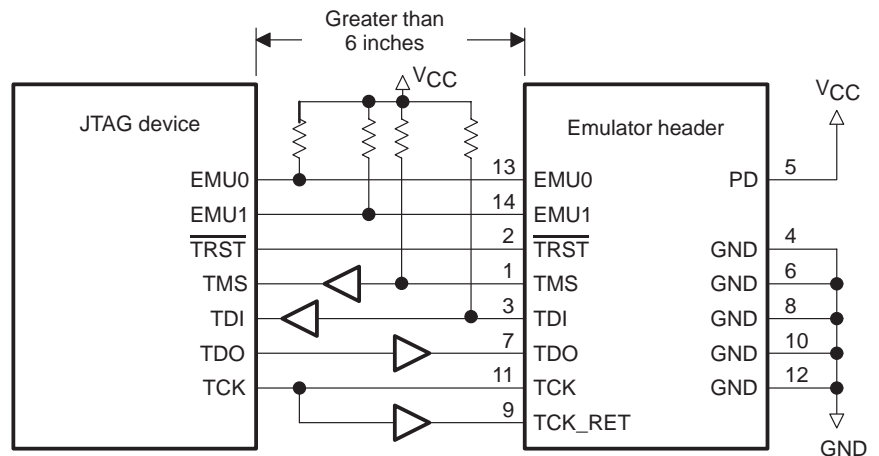 Greater than
6 inches
VCC
VCC
JTAG device
Emulator header
EMU0 13 EMU0 PD 5
EMU1 14 EMU1
TRST 2 TRST GND 4
TMS 1 TMS GND 6
TDI 3 TDI GND 8
TDO 7 TDO GND 10
TCK 11 TCK GND 12
9 TCK_RET
GND